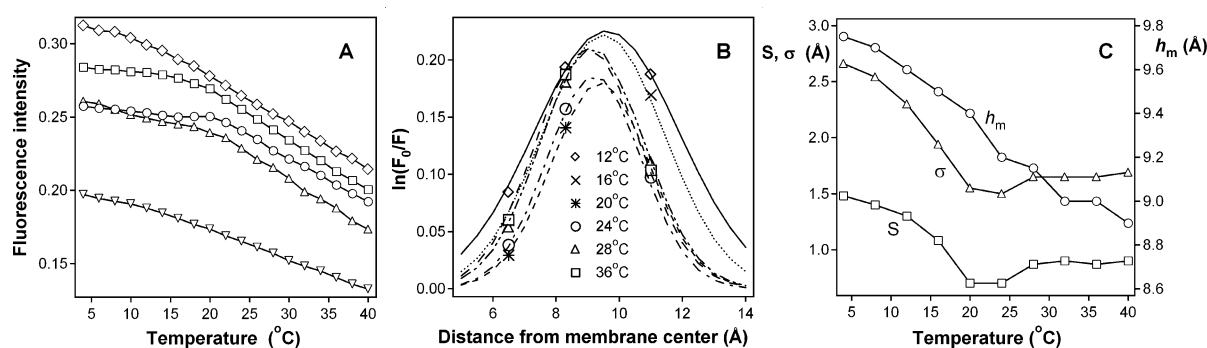 A
Fluorescence intensity
0.30
0.25
0.20
0.15
5 10 15 20 25 30 35 40
Temperature (°C)
B
ln(F₀/F)
0.20
0.15
0.10
0.05
0.00
12°C
16°C
20°C
24°C
28°C
36°C
6 8 10 12 14
Distance from membrane center (Å)
C
S, σ (Å)
3.0
2.5
2.0
1.5
1.0
hₘ (Å)
9.8
9.6
9.4
9.2
9.0
8.8
8.6
hₘ
σ
S
5 10 15 20 25 30 35 40
Temperature (°C)